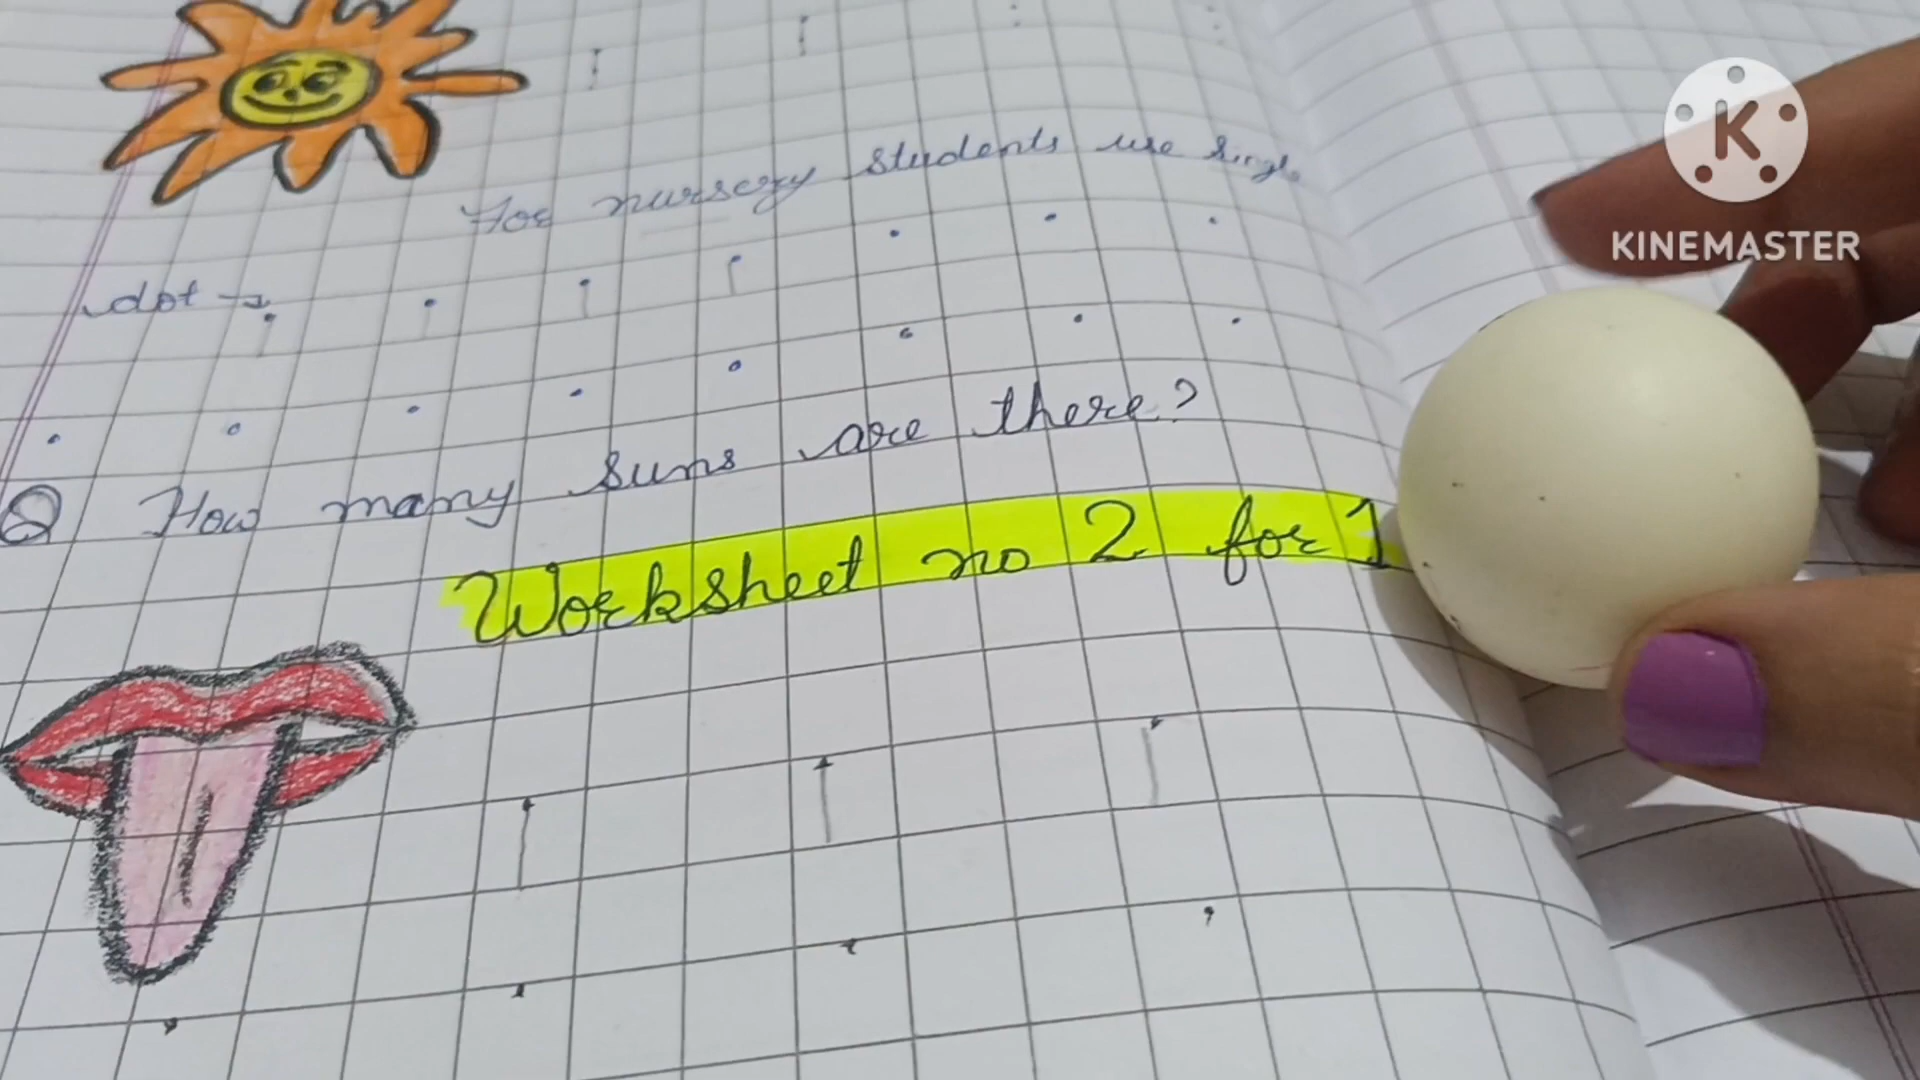 For nursery students use single
dot →
Q How many suns are there?
Worksheet no 2 for 1
KINEMASTER